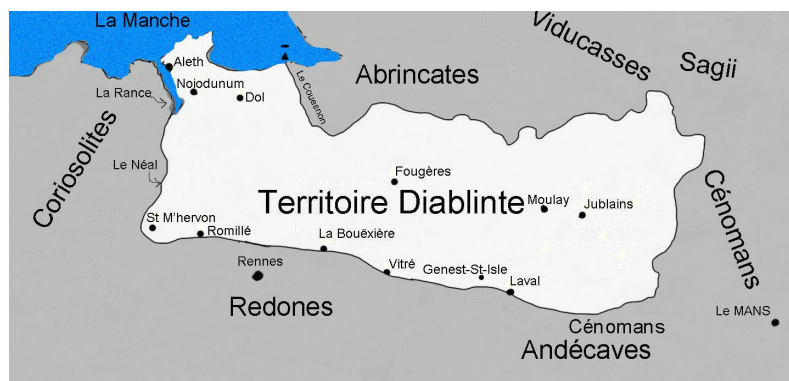 La Manche
Viducasses
Sagii
Aleth
Nojodunum
La Rance
Dol
Le Couesnon
Abrincates
Coriosolites
Le Néal
Fougères
Territoire Diablinte
Moulay
Jublains
Cénomans
St M'hervon
Romillé
La Bouëxière
Rennes
Vitré
Genest-St-Isle
Laval
Redones
Le MANS
Cénomans
Andécaves